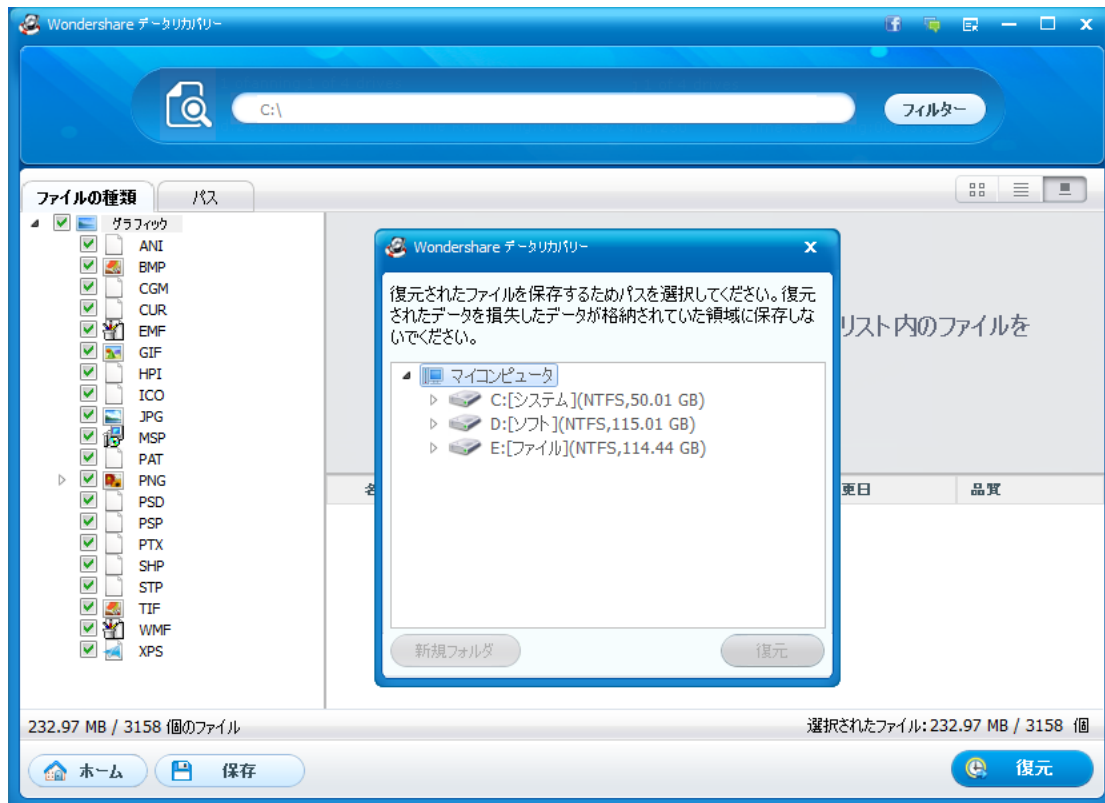 Wondershare データリカバリー
C:\
フィルター
ファイルの種類
パス
グラフィック
ANI
BMP
CGM
CUR
EMF
GIF
HPI
ICO
JPG
MSP
PAT
PNG
PSD
PSP
PTX
SHP
STP
TIF
WMF
XPS
Wondershare データリカバリー
復元されたファイルを保存するためパスを選択してください。復元
されたデータを損失したデータが格納されていた領域に保存しな
いでください。
マイコンピュータ
C:[システム](NTFS,50.01 GB)
D:[ソフト](NTFS,115.01 GB)
E:[ファイル](NTFS,114.44 GB)
新規フォルダ
復元
リスト内のファイルを
更日
品質
232.97 MB / 3158 個のファイル
選択されたファイル: 232.97 MB / 3158 個
ホーム
保存
復元